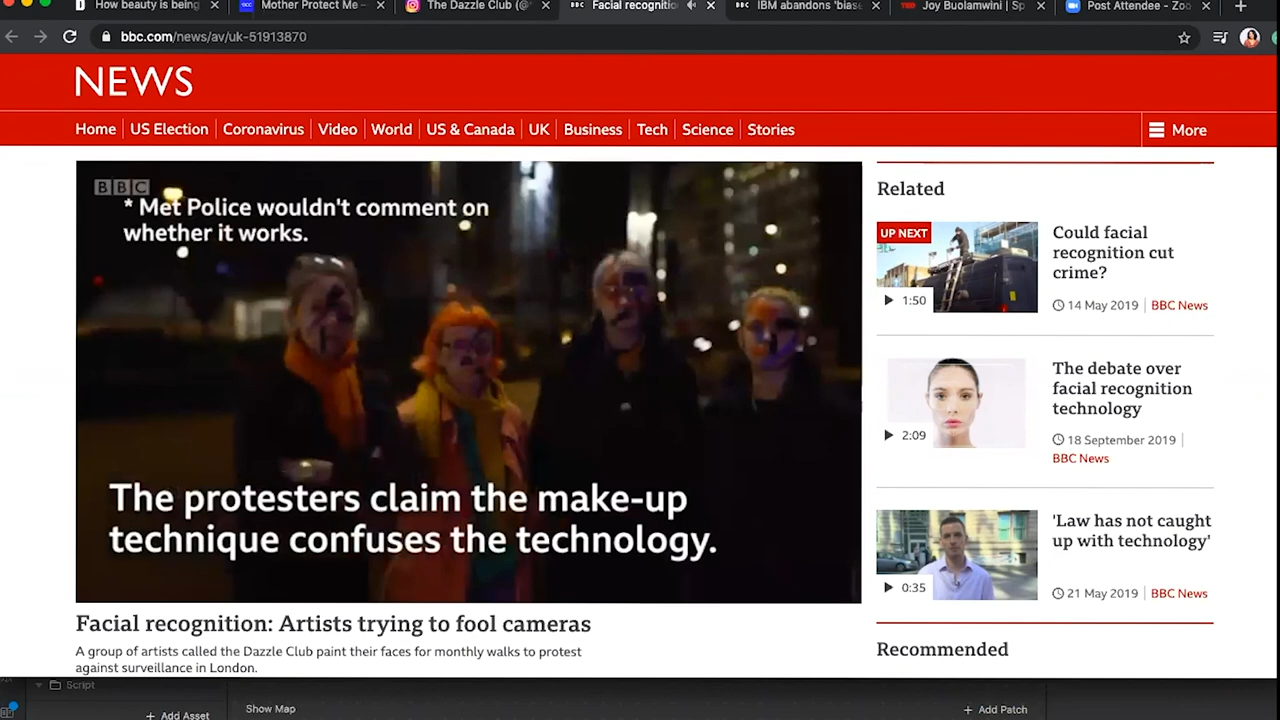 How beauty is being
Mother Protect Me –
The Dazzle Club (@
Facial recognitio
IBM abandons 'bias
Joy Buolamwini | Sp
Post Attendee - Zoo
bbc.com/news/av/uk-51913870
NEWS
Home
US Election
Coronavirus
Video
World
US & Canada
UK
Business
Tech
Science
Stories
More
BBC
* Met Police wouldn't comment on
whether it works.
The protesters claim the make-up
technique confuses the technology.
Facial recognition: Artists trying to fool cameras
A group of artists called the Dazzle Club paint their faces for monthly walks to protest
against surveillance in London.
Related
UP NEXT
1:50
Could facial
recognition cut
crime?
14 May 2019
BBC News
2:09
The debate over
facial recognition
technology
18 September 2019
BBC News
0:35
'Law has not caught
up with technology'
21 May 2019
BBC News
Recommended
Script
+ Add Asset
Show Map
+ Add Patch